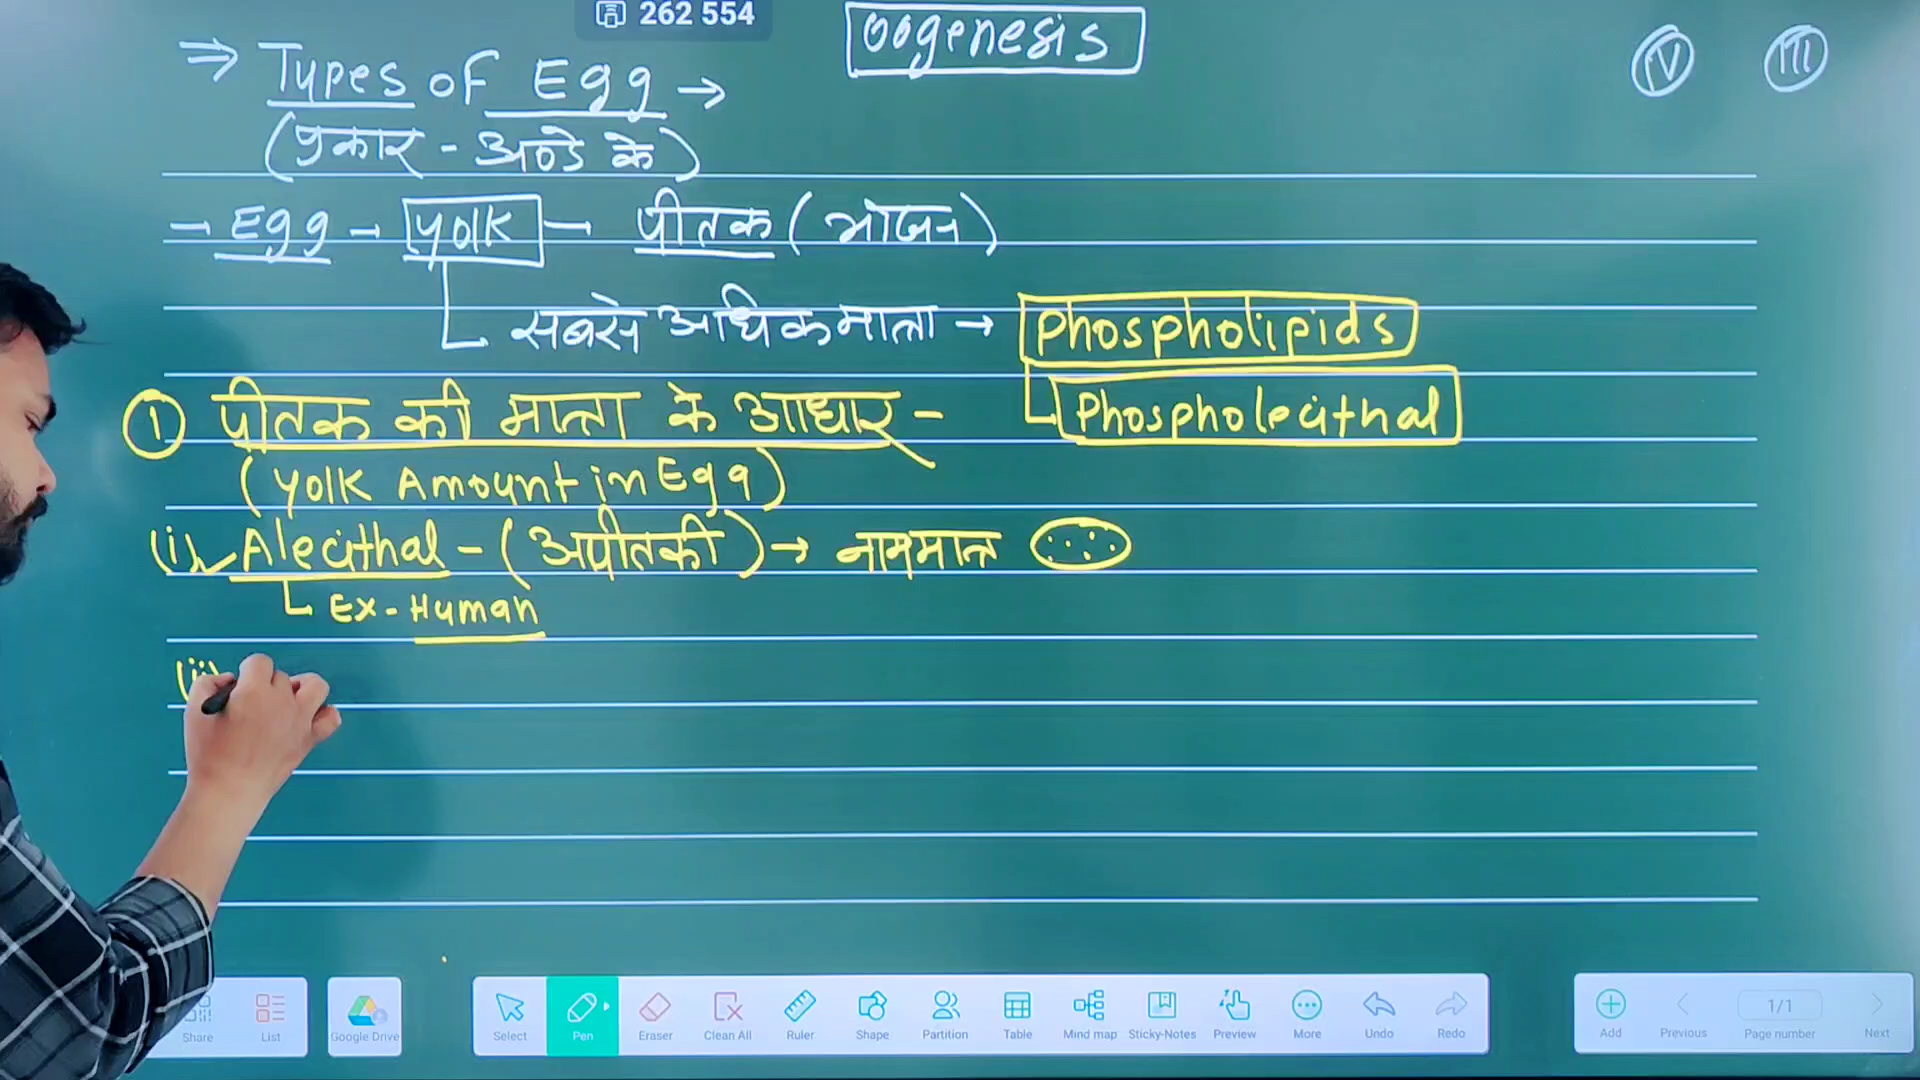 262 554
Oogenesis
IV III
⇒ Types of Egg →
(प्रकार - अण्डे के)
→ Egg → Yolk → पीतक (भोजन)
सबसे अधिक मात्रा → Phospholipids
Phospholecithal
① पीतक की मात्रा के आधार -
(Yolk Amount in Egg)
(i) Alecithal - (अपीतकी) → नाममात्र
Ex - Human
(ii)
Share List Google Drive Select Pen Eraser Clean All Ruler Shape Partition Table Mind map Sticky-Notes Preview More Undo Redo Add Previous 1/1 Page number Next